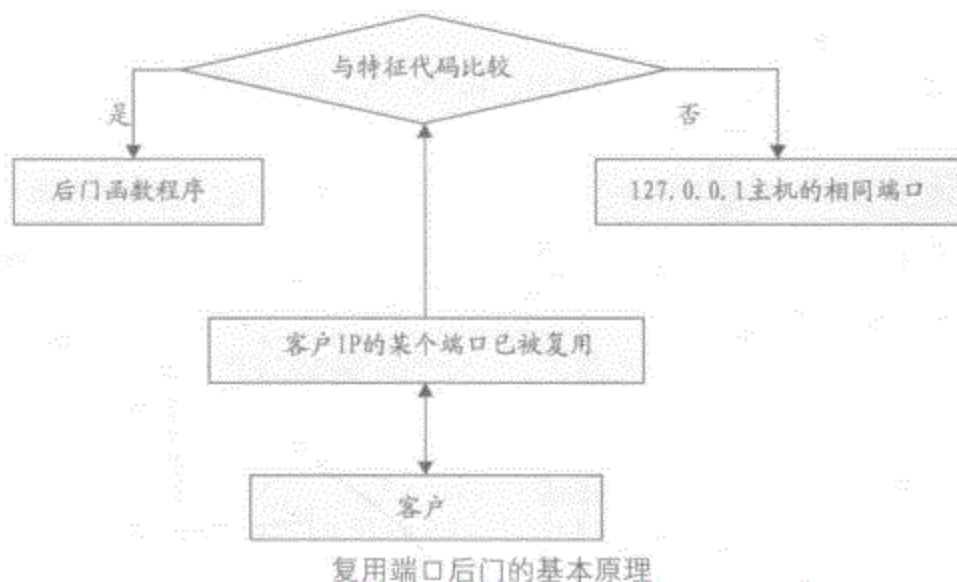 与特征代码比较
是
否
后门函数程序
127.0.0.1主机的相同端口
客户IP的某个端口已被复用
客户
复用端口后门的基本原理